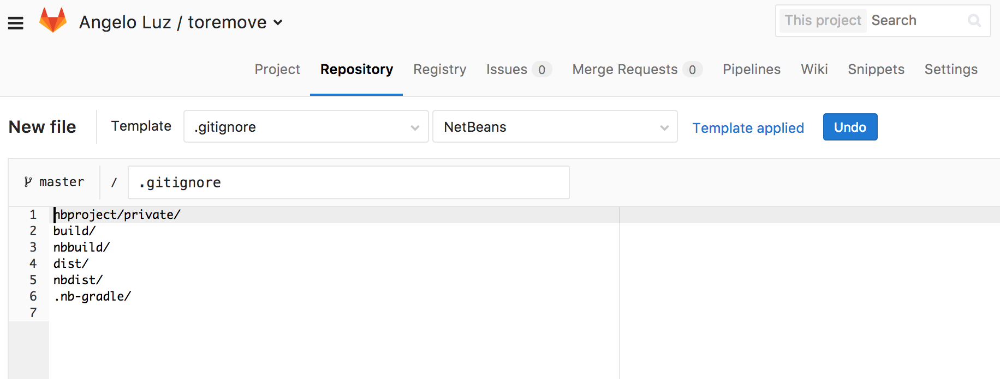 Angelo Luz / toremove
This project Search
Project Repository Registry Issues 0 Merge Requests 0 Pipelines Wiki Snippets Settings
New file Template .gitignore NetBeans Template applied Undo
master / .gitignore
1 nbproject/private/
2 build/
3 nbbuild/
4 dist/
5 nbdist/
6 .nb-gradle/
7